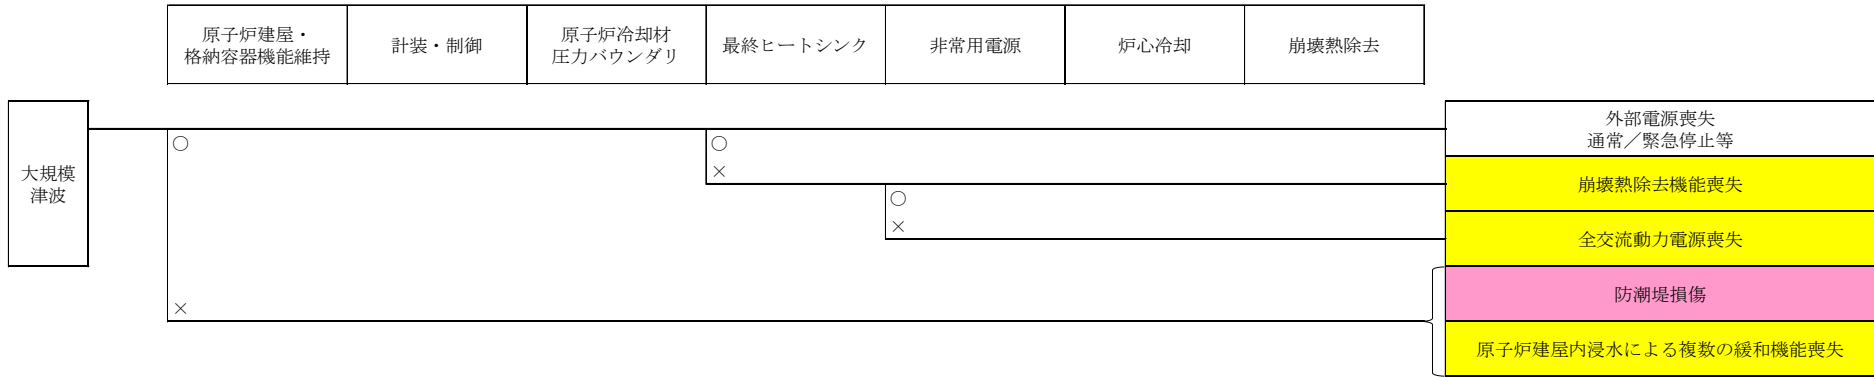 原子炉建屋・
格納容器機能維持
計装・制御
原子炉冷却材
圧力バウンダリ
最終ヒートシンク
非常用電源
炉心冷却
崩壊熱除去
大規模
津波
○
○
×
○
×
×
外部電源喪失
通常／緊急停止等
崩壊熱除去機能喪失
全交流動力電源喪失
防潮堤損傷
原子炉建屋内浸水による複数の緩和機能喪失